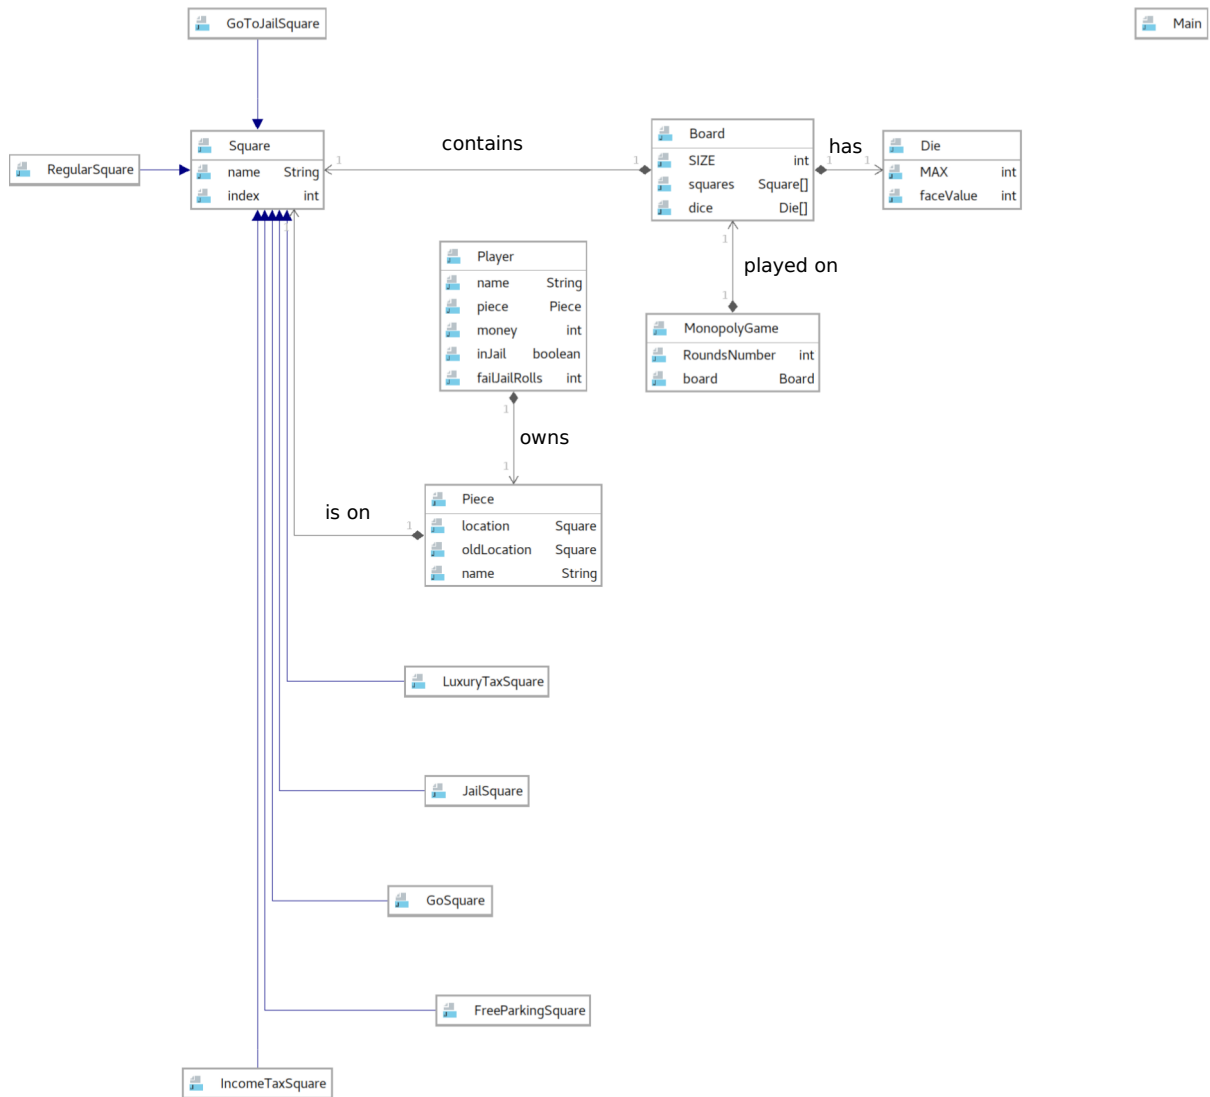 GoToJailSquare
Main
Square
name String
index int
RegularSquare
contains
1
1
Board
SIZE int
squares Square[]
dice Die[]
has
1
1
Die
MAX int
faceValue int
1
played on
1
MonopolyGame
RoundsNumber int
board Board
Player
name String
piece Piece
money int
inJail boolean
failJailRolls int
1
owns
1
Piece
location Square
oldLocation Square
name String
is on
1
1
LuxuryTaxSquare
JailSquare
GoSquare
FreeParkingSquare
IncomeTaxSquare